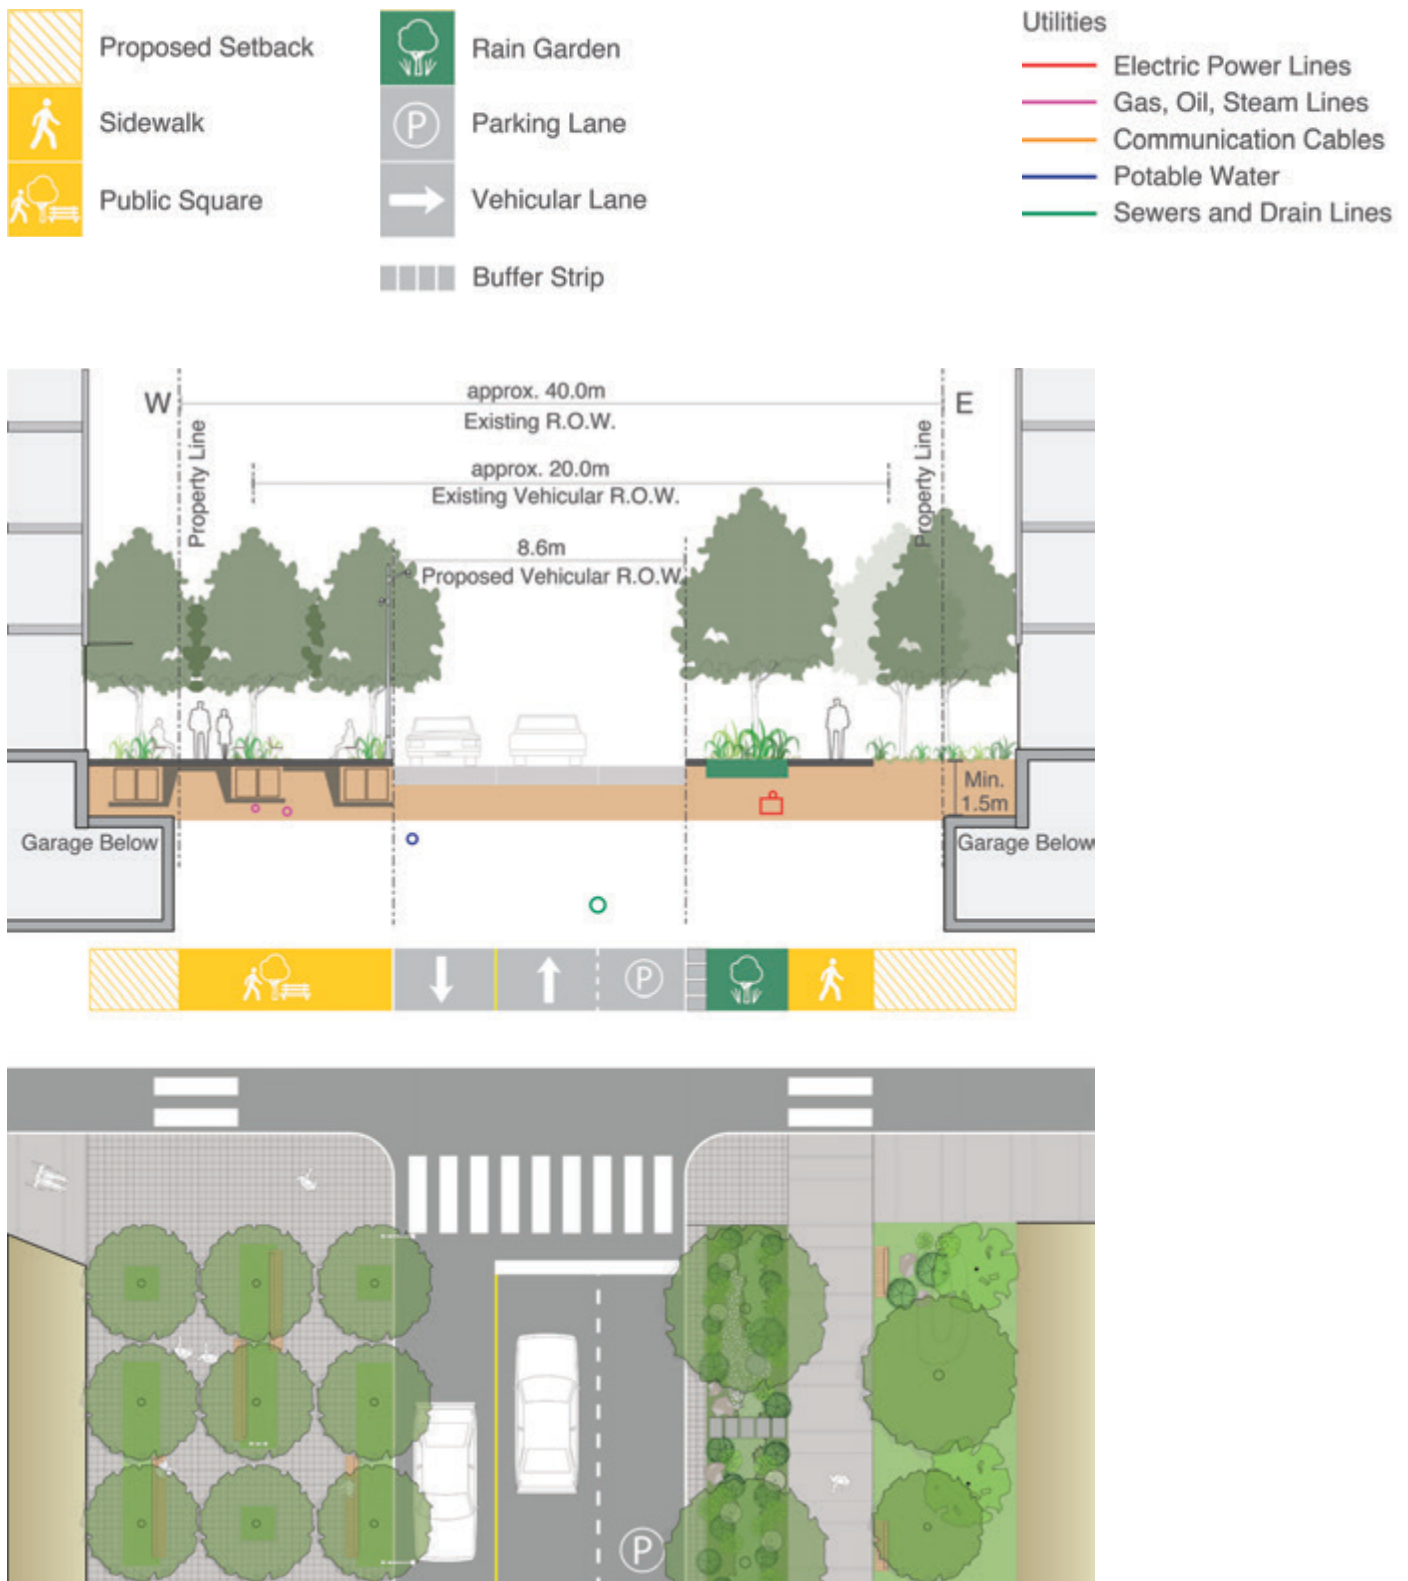 Proposed Setback
Sidewalk
Public Square
Rain Garden
P
Parking Lane
Vehicular Lane
Buffer Strip
Utilities
Electric Power Lines
Gas, Oil, Steam Lines
Communication Cables
Potable Water
Sewers and Drain Lines
W
approx. 40.0m
Existing R.O.W.
E
Property Line
approx. 20.0m
Existing Vehicular R.O.W.
Property Line
8.6m
Proposed Vehicular R.O.W.
Min.
1.5m
Garage Below
Garage Below
P
P